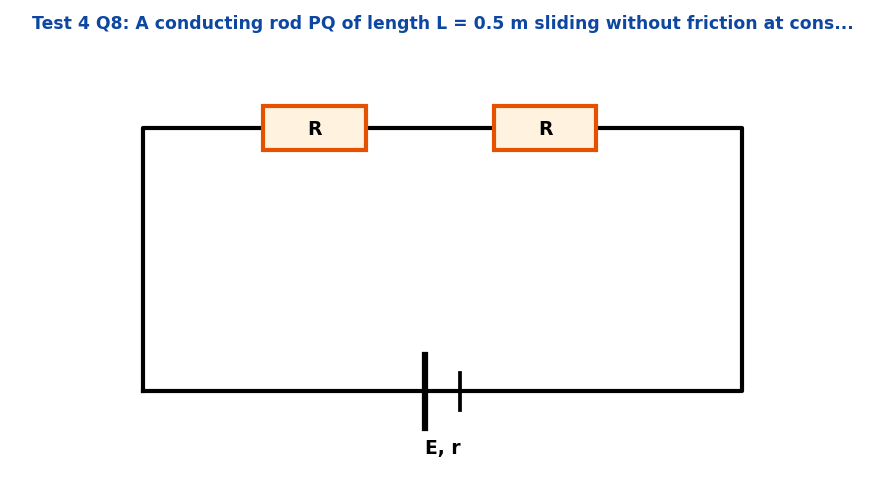 Test 4 Q8: A conducting rod PQ of length L = 0.5 m sliding without friction at cons...
R R
E, r